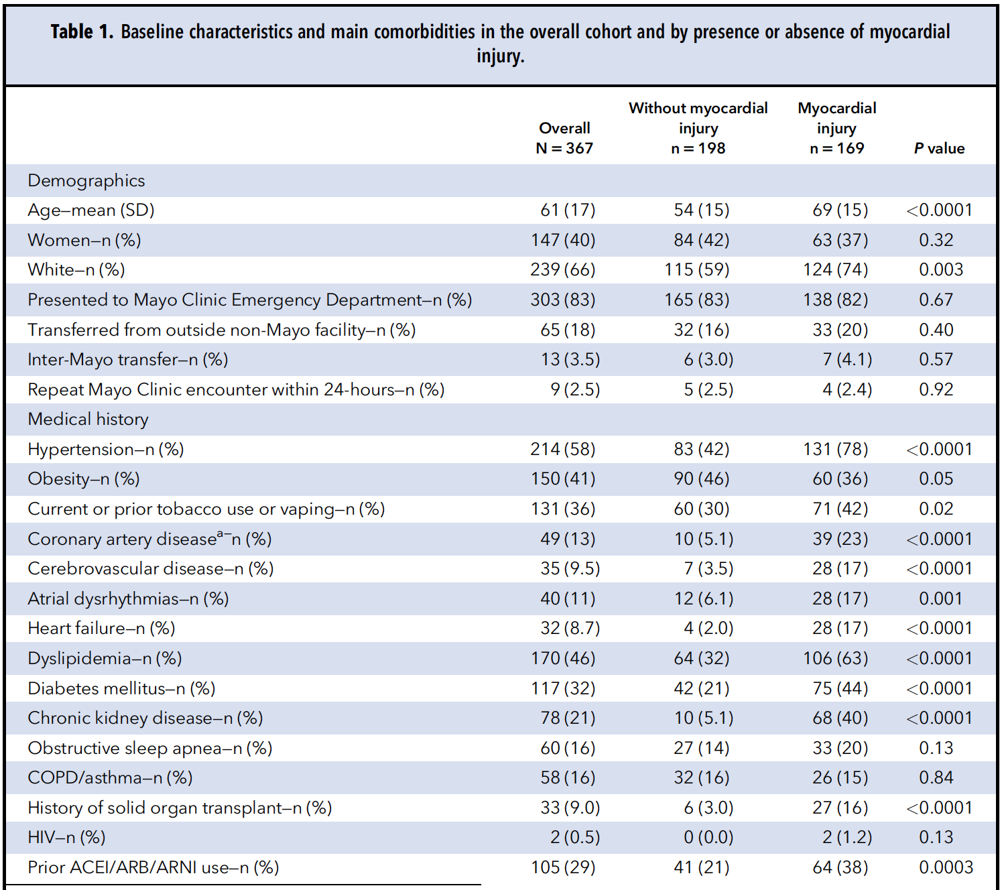 Table 1. Baseline characteristics and main comorbidities in the overall cohort and by presence or absence of myocardial
injury.
Overall
N = 367
Without myocardial
injury
n = 198
Myocardial
injury
n = 169
P value
Demographics
Age—mean (SD) 61 (17) 54 (15) 69 (15) <0.0001
Women—n (%) 147 (40) 84 (42) 63 (37) 0.32
White—n (%) 239 (66) 115 (59) 124 (74) 0.003
Presented to Mayo Clinic Emergency Department—n (%) 303 (83) 165 (83) 138 (82) 0.67
Transferred from outside non-Mayo facility—n (%) 65 (18) 32 (16) 33 (20) 0.40
Inter-Mayo transfer—n (%) 13 (3.5) 6 (3.0) 7 (4.1) 0.57
Repeat Mayo Clinic encounter within 24-hours—n (%) 9 (2.5) 5 (2.5) 4 (2.4) 0.92
Medical history
Hypertension—n (%) 214 (58) 83 (42) 131 (78) <0.0001
Obesity—n (%) 150 (41) 90 (46) 60 (36) 0.05
Current or prior tobacco use or vaping—n (%) 131 (36) 60 (30) 71 (42) 0.02
Coronary artery diseaseᵃ—n (%) 49 (13) 10 (5.1) 39 (23) <0.0001
Cerebrovascular disease—n (%) 35 (9.5) 7 (3.5) 28 (17) <0.0001
Atrial dysrhythmias—n (%) 40 (11) 12 (6.1) 28 (17) 0.001
Heart failure—n (%) 32 (8.7) 4 (2.0) 28 (17) <0.0001
Dyslipidemia—n (%) 170 (46) 64 (32) 106 (63) <0.0001
Diabetes mellitus—n (%) 117 (32) 42 (21) 75 (44) <0.0001
Chronic kidney disease—n (%) 78 (21) 10 (5.1) 68 (40) <0.0001
Obstructive sleep apnea—n (%) 60 (16) 27 (14) 33 (20) 0.13
COPD/asthma—n (%) 58 (16) 32 (16) 26 (15) 0.84
History of solid organ transplant—n (%) 33 (9.0) 6 (3.0) 27 (16) <0.0001
HIV—n (%) 2 (0.5) 0 (0.0) 2 (1.2) 0.13
Prior ACEI/ARB/ARNI use—n (%) 105 (29) 41 (21) 64 (38) 0.0003